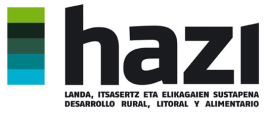 hazi
LANDA, ITSASERTZ ETA ELIKAGAIEN SUSTAPENA
DESARROLLO RURAL, LITORAL Y ALIMENTARIO